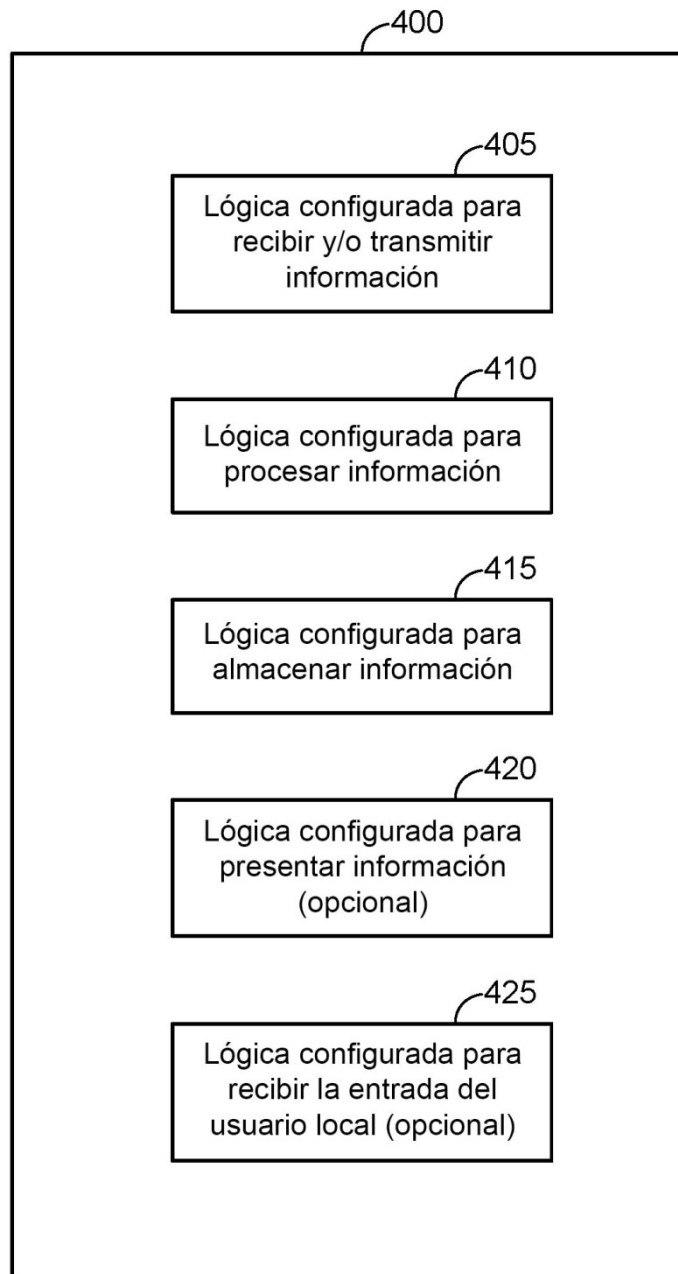 400
405
Lógica configurada para
recibir y/o transmitir
información
410
Lógica configurada para
procesar información
415
Lógica configurada para
almacenar información
420
Lógica configurada para
presentar información
(opcional)
425
Lógica configurada para
recibir la entrada del
usuario local (opcional)